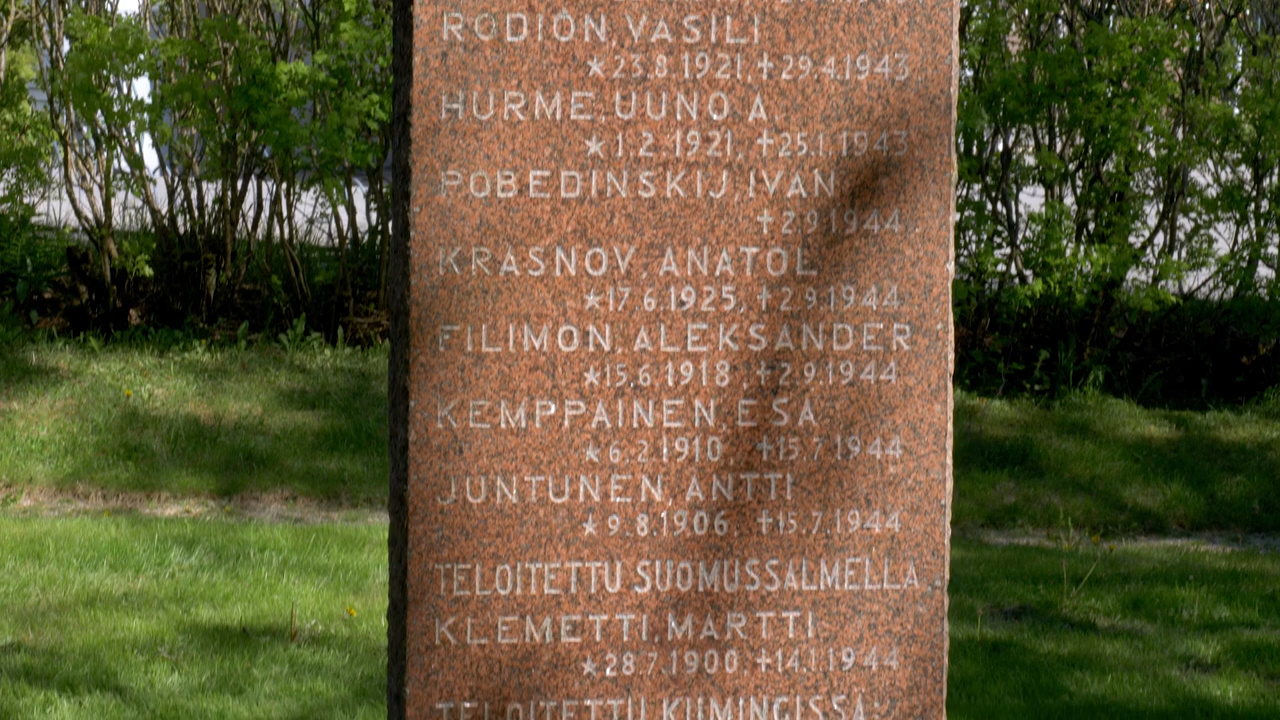 RODION, VASILI
*23.8.1921, +29.4.1943
HURME, UUNO A
*1.2.1921, +25.1.1943
POBEDINSKIJ, IVAN
+2.9.1944
KRASNOV, ANATOL
*17.6.1925, +2.9.1944
FILIMON, ALEKSANDER
*15.6.1918, +2.9.1944
KEMPPAINEN, ESA
*6.2.1910, +15.7.1944
JUNTUNEN, ANTTI
*9.8.1906, +15.7.1944
TELOITETTU SUOMUSSALMELLA
KLEMETTI, MARTTI
*28.7.1900, +14.1.1944
TELOITETTU KIIMINGISSÄ